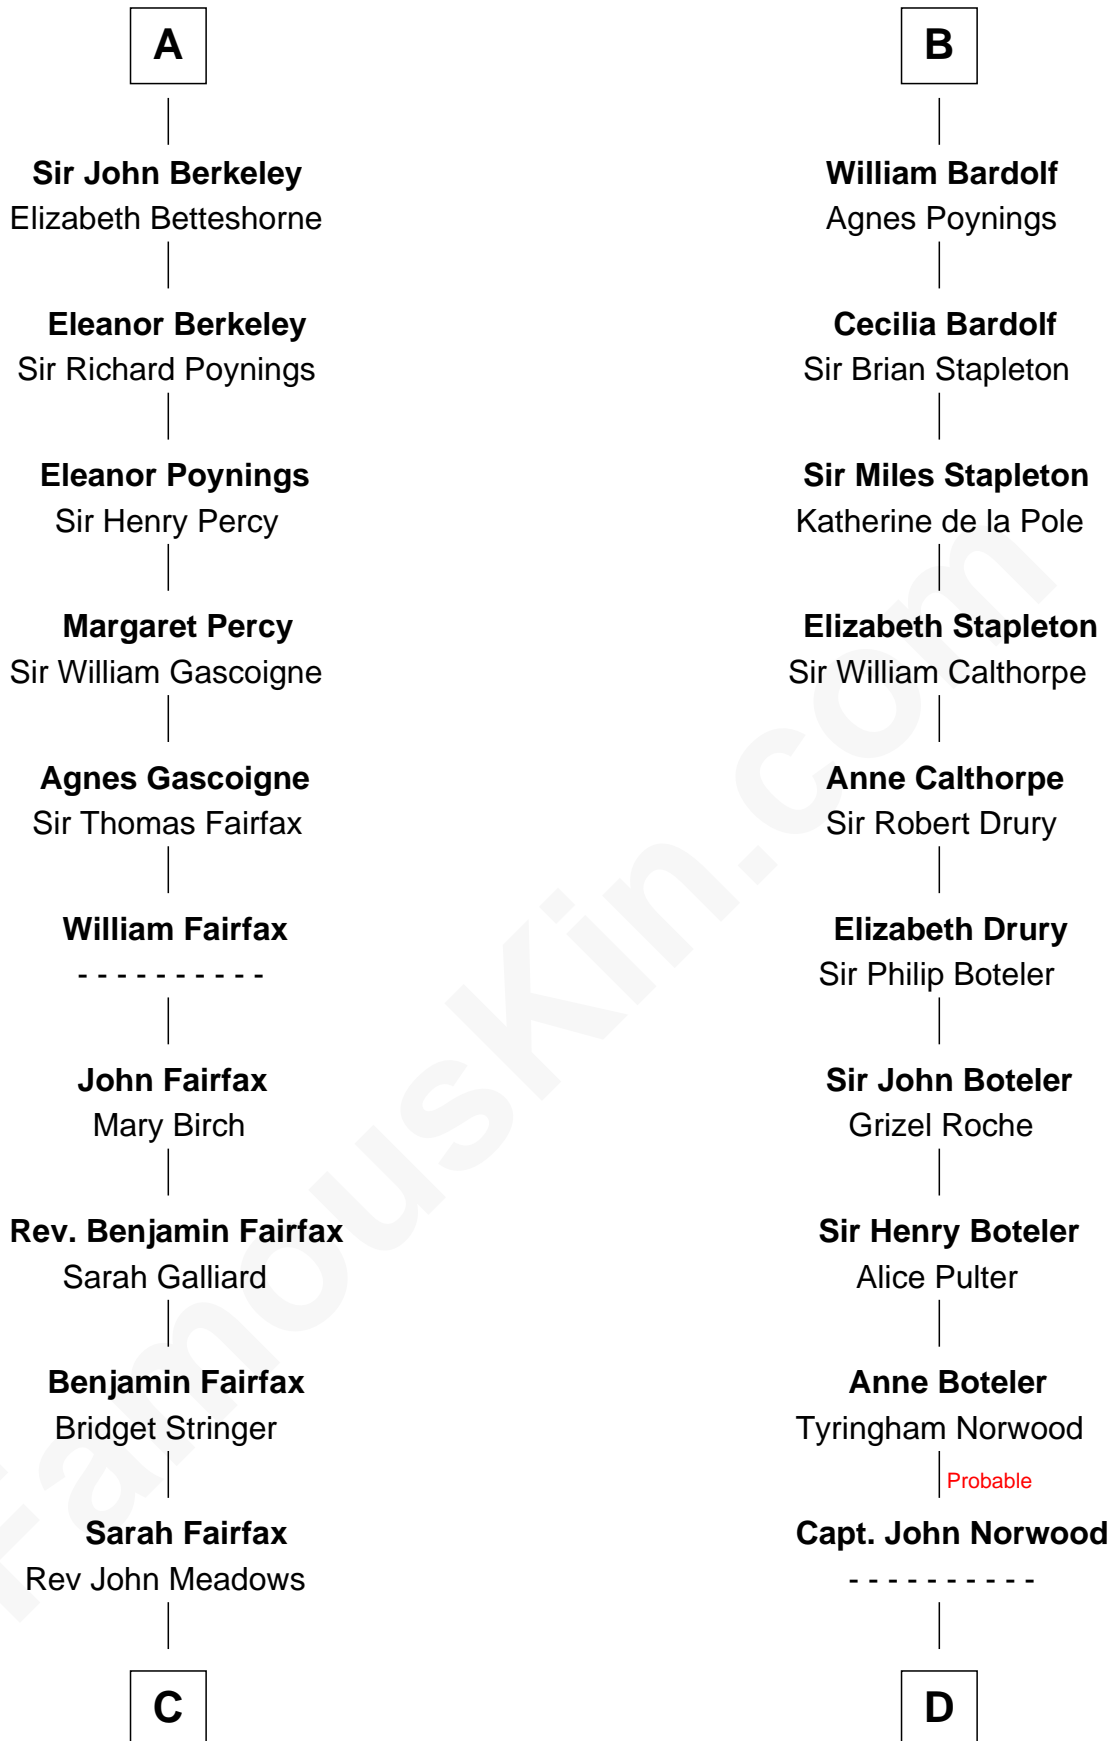 A
Sir John Berkeley
Elizabeth Betteshorne
Eleanor Berkeley
Sir Richard Poynings
Eleanor Poynings
Sir Henry Percy
Margaret Percy
Sir William Gascoigne
Agnes Gascoigne
Sir Thomas Fairfax
William Fairfax
- - - - - - - - - -
John Fairfax
Mary Birch
Rev. Benjamin Fairfax
Sarah Galliard
Benjamin Fairfax
Bridget Stringer
Sarah Fairfax
Rev John Meadows
C
B
William Bardolf
Agnes Poynings
Cecilia Bardolf
Sir Brian Stapleton
Sir Miles Stapleton
Katherine de la Pole
Elizabeth Stapleton
Sir William Calthorpe
Anne Calthorpe
Sir Robert Drury
Elizabeth Drury
Sir Philip Boteler
Sir John Boteler
Grizel Roche
Sir Henry Boteler
Alice Pulter
Anne Boteler
Tyringham Norwood
Probable
Capt. John Norwood
- - - - - - - - - -
D
FamousKin.com